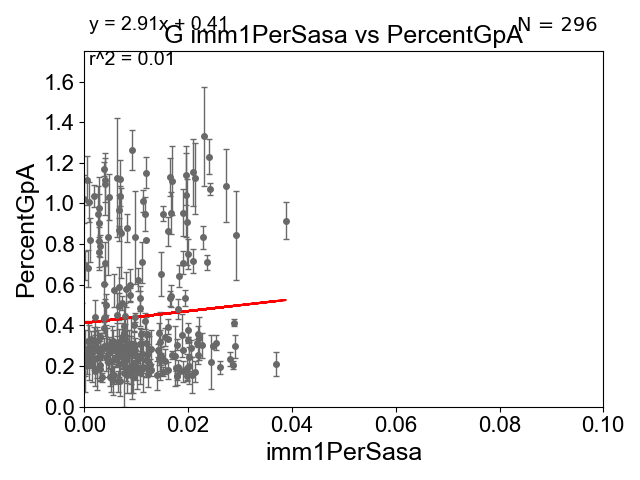 y = 2.91x + 0.41
G imm1PerSasa vs PercentGpA
N = 296
r^2 = 0.01
PercentGpA
1.6
1.4
1.2
1.0
0.8
0.6
0.4
0.2
0.0
0.00 0.02 0.04 0.06 0.08 0.10
imm1PerSasa